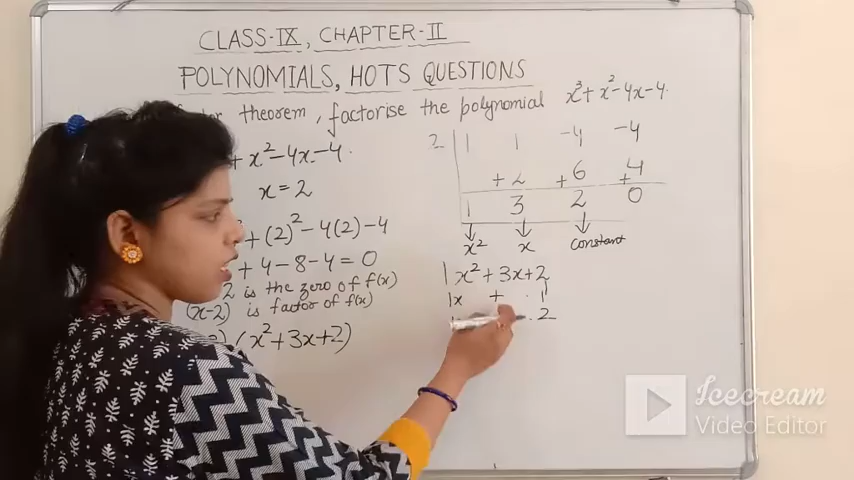 CLASS-IX, CHAPTER-II
POLYNOMIALS, HOTS QUESTIONS
theorem, factorise the polynomial x³+x²-4x-4.
+ x²-4x-4.
x=2
+(2)²-4(2)-4
+4-8-4=0
2 is the zero of f(x)
(x-2) is factor of f(x)
(x²+3x+2)
2 | 1 1 -4 -4
+2 +6 +4
1 3 2 0
x² x constant
1x²+3x+2
1x + 1
2
Icecream
VIDEO EDITOR